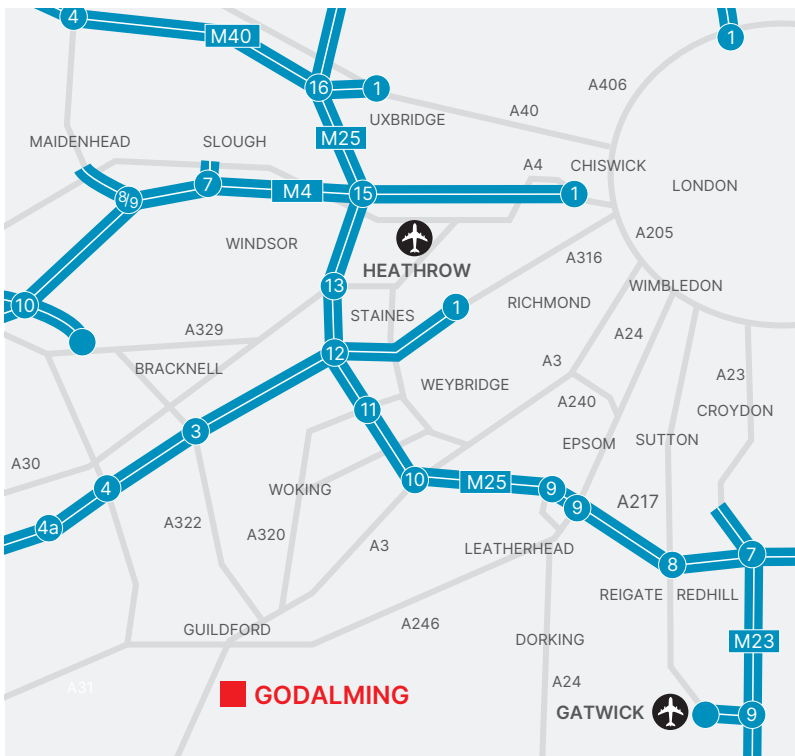 4
M40
1
16
1
A406
UXBRIDGE
A40
MAIDENHEAD
SLOUGH
M25
A4
CHISWICK
8/9
7
M4
15
1
LONDON
WINDSOR
A205
HEATHROW
A316
13
WIMBLEDON
10
STAINES
1
RICHMOND
A329
A24
12
BRACKNELL
A3
WEYBRIDGE
A23
11
A240
CROYDON
3
EPSOM
SUTTON
A30
4
WOKING
10
M25
9
9
A217
4a
A322
A320
A3
LEATHERHEAD
7
8
REIGATE
REDHILL
GUILDFORD
A246
DORKING
M23
A31
GODALMING
A24
GATWICK
9